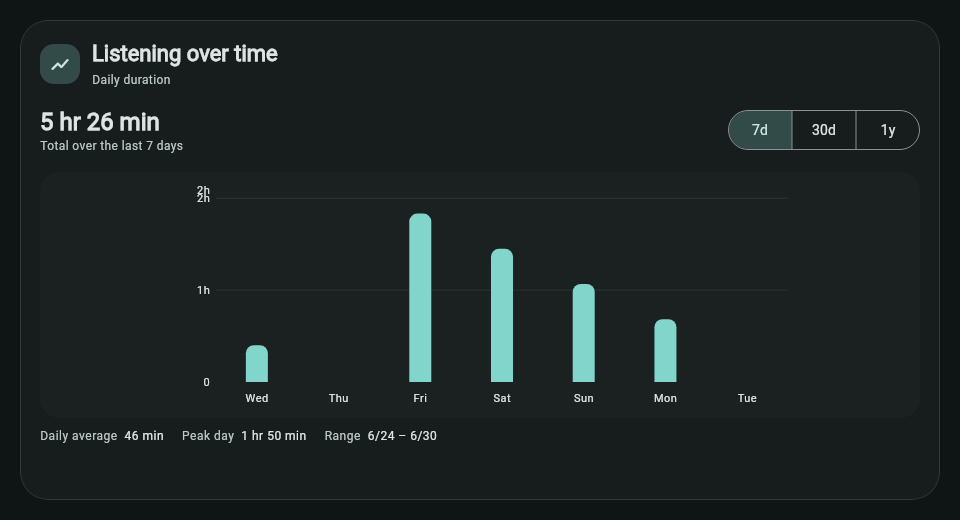 Listening over time
Daily duration
5 hr 26 min
Total over the last 7 days
7d 30d 1y
2h
2h
1h
0
Wed Thu Fri Sat Sun Mon Tue
Daily average 46 min Peak day 1 hr 50 min Range 6/24 – 6/30